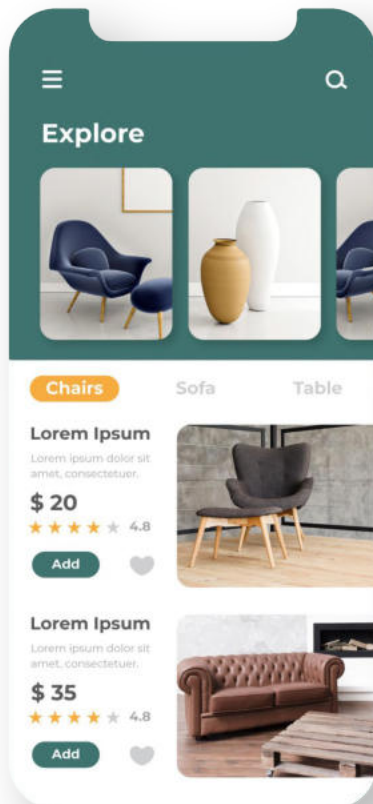 Explore
Chairs Sofa Table
Lorem Ipsum
Lorem ipsum dolor sit
amet, consectetuer.
$ 20
4.8
Add
Lorem Ipsum
Lorem ipsum dolor sit
amet, consectetuer.
$ 35
4.8
Add